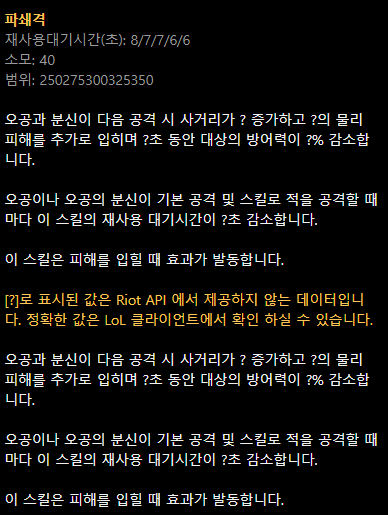 파쇄격
재사용대기시간(초): 8/7/7/6/6
소모: 40
범위: 250275300325350
오공과 분신이 다음 공격 시 사거리가 ? 증가하고 ?의 물리
피해를 추가로 입히며 ?초 동안 대상의 방어력이 ?% 감소합
니다.
오공이나 오공의 분신이 기본 공격 및 스킬로 적을 공격할 때
마다 이 스킬의 재사용 대기시간이 ?초 감소합니다.
이 스킬은 피해를 입힐 때 효과가 발동합니다.
[?]로 표시된 값은 Riot API 에서 제공하지 않는 데이터입니
다. 정확한 값은 LoL 클라이언트에서 확인 하실 수 있습니다.
오공과 분신이 다음 공격 시 사거리가 ? 증가하고 ?의 물리
피해를 추가로 입히며 ?초 동안 대상의 방어력이 ?% 감소합
니다.
오공이나 오공의 분신이 기본 공격 및 스킬로 적을 공격할 때
마다 이 스킬의 재사용 대기시간이 ?초 감소합니다.
이 스킬은 피해를 입힐 때 효과가 발동합니다.